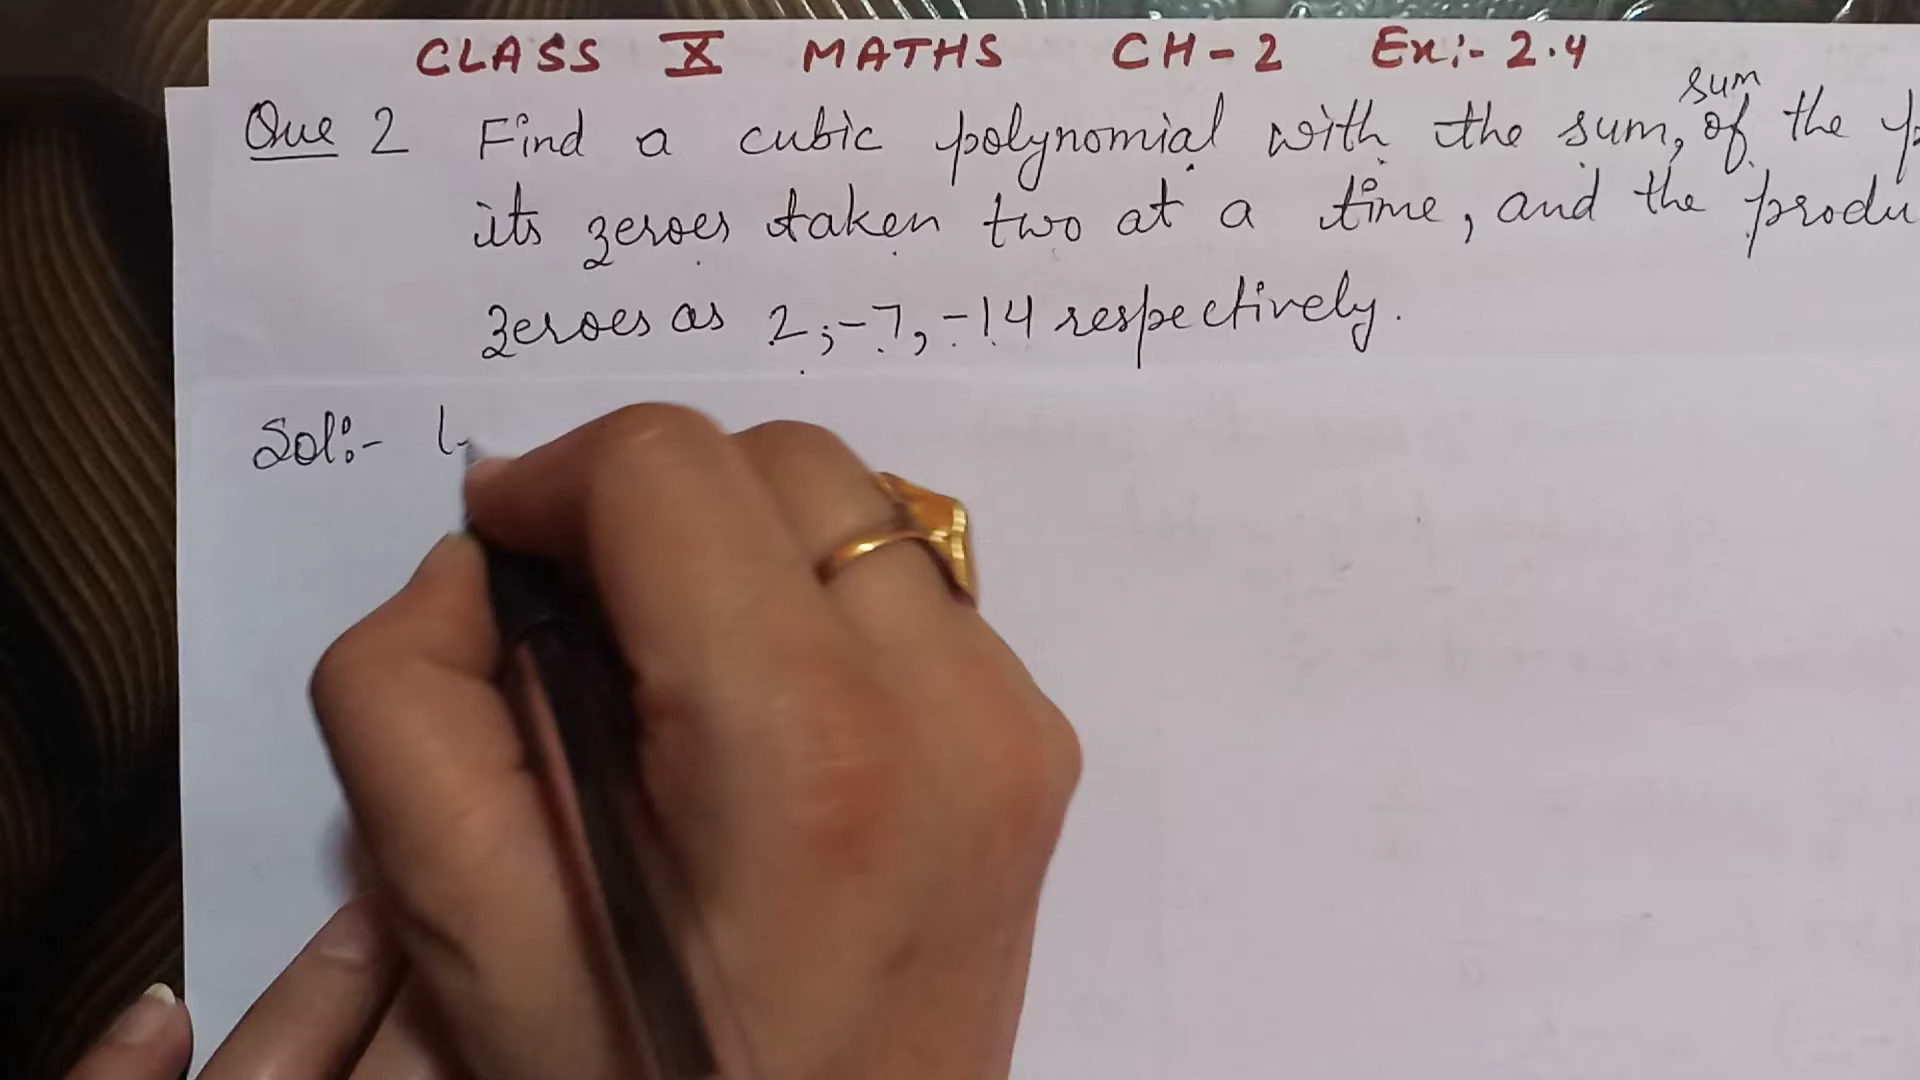 CLASS X MATHS CH-2 Ex:- 2.4
sum
Que 2 Find a cubic polynomial with the sum, of the
its zeroes taken two at a time, and the produ
zeroes as 2, -7, -14 respectively.
Sol:-